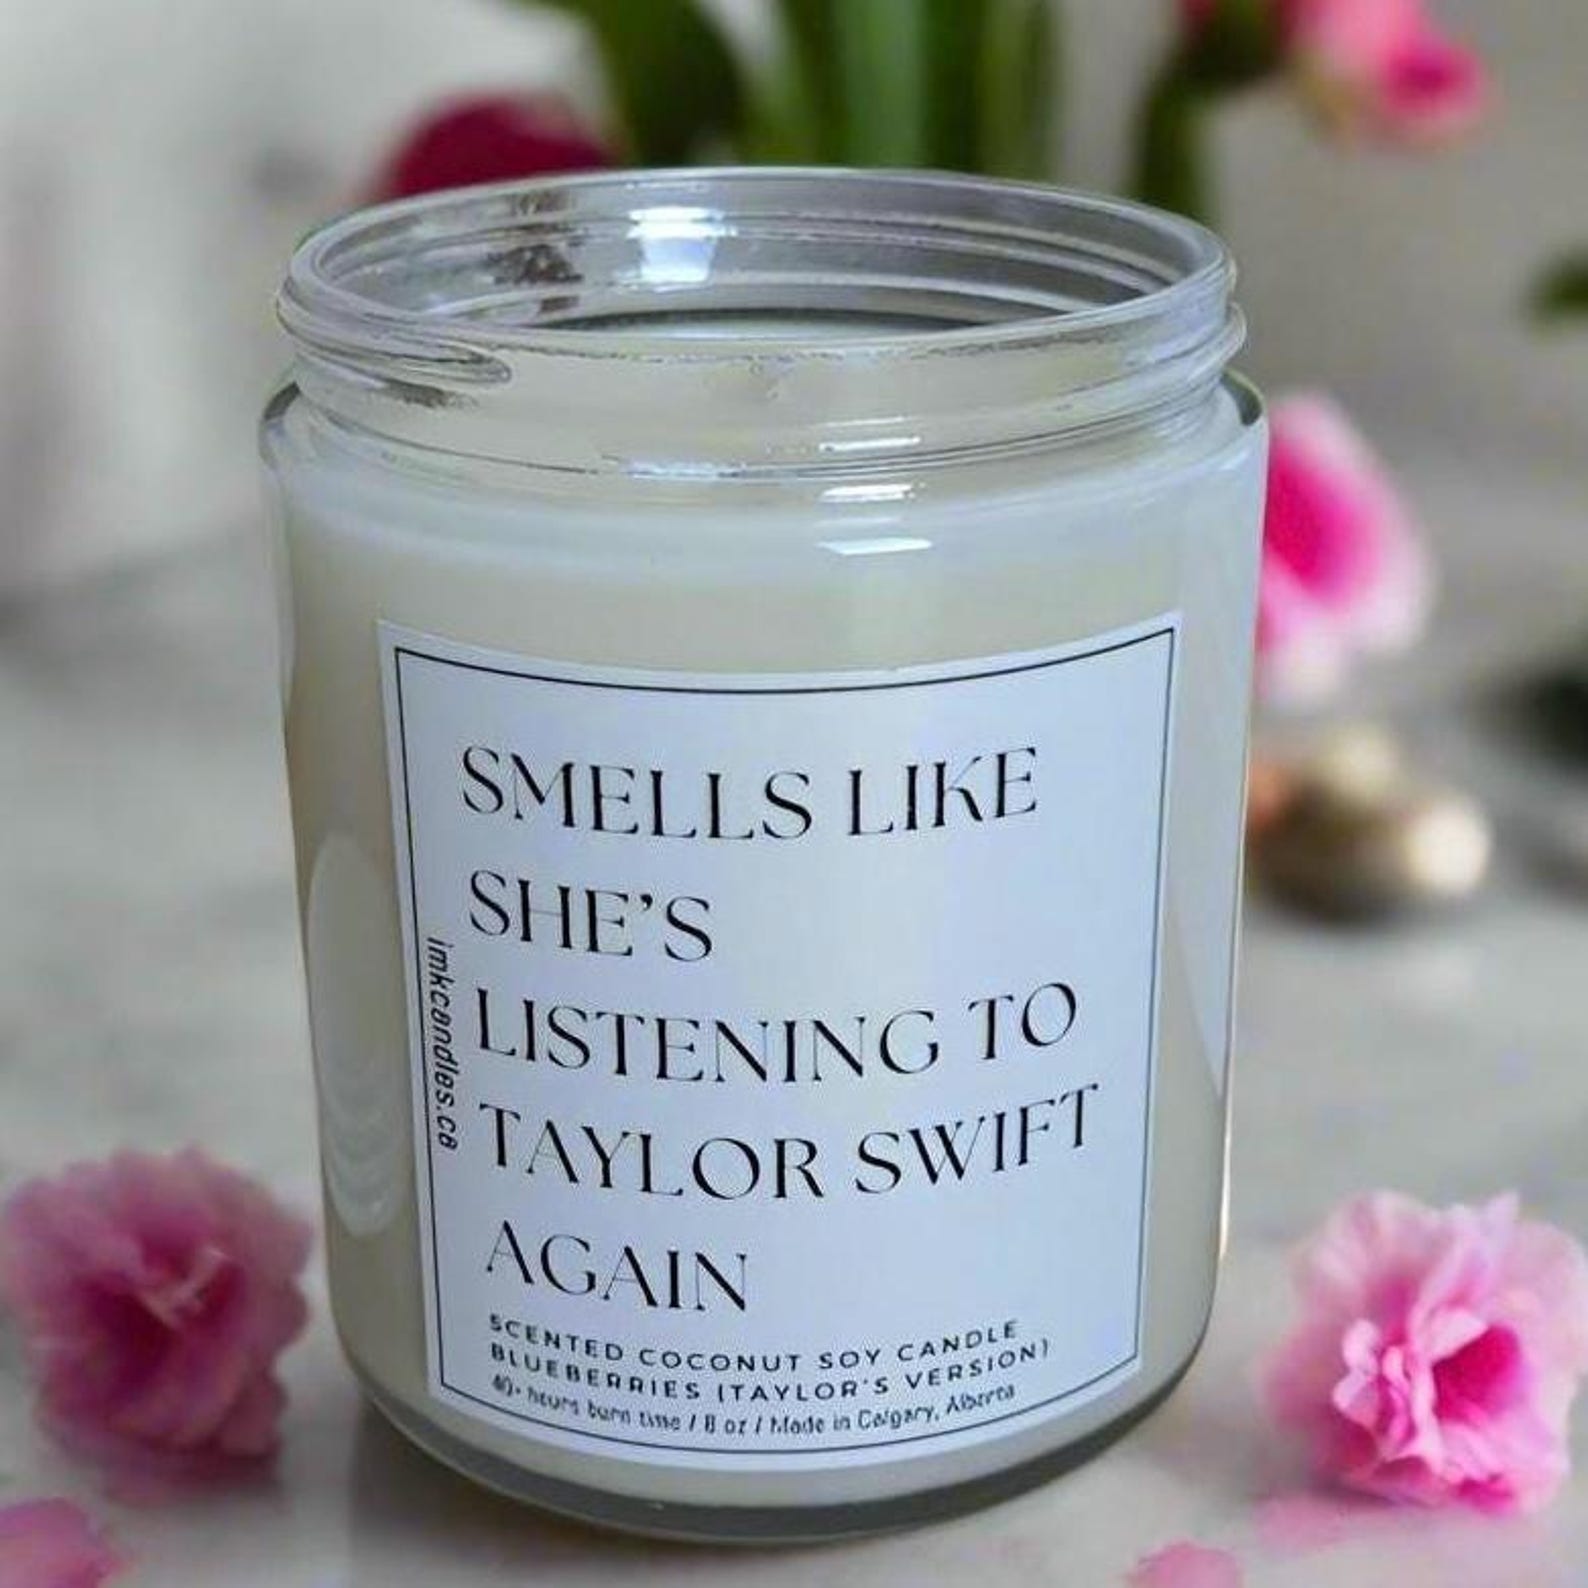 SMELLS LIKE
SHE'S
LISTENING TO
TAYLOR SWIFT
AGAIN
SCENTED COCONUT SOY CANDLE
BLUEBERRIES (TAYLOR'S VERSION)
40+ hours burn time / 8 oz / Made in Calgary, Alberta
imkcandles.ca